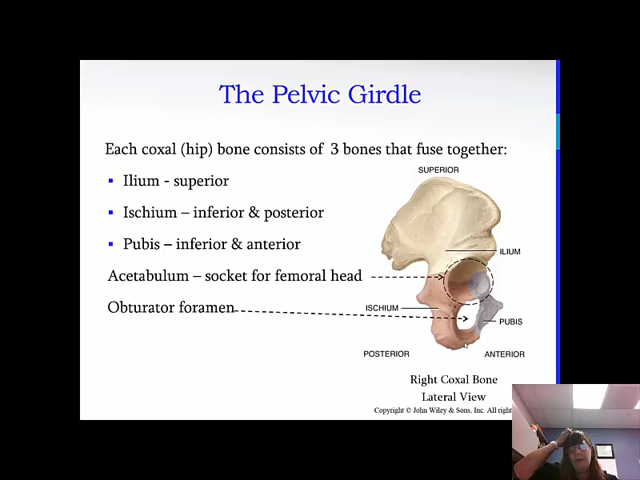 The Pelvic Girdle
Each coxal (hip) bone consists of 3 bones that fuse together:
▪ Ilium - superior
▪ Ischium – inferior & posterior
▪ Pubis – inferior & anterior
Acetabulum – socket for femoral head
Obturator foramen
SUPERIOR
ILIUM
ISCHIUM
PUBIS
POSTERIOR
ANTERIOR
Right Coxal Bone
Lateral View
Copyright © John Wiley & Sons, Inc. All right